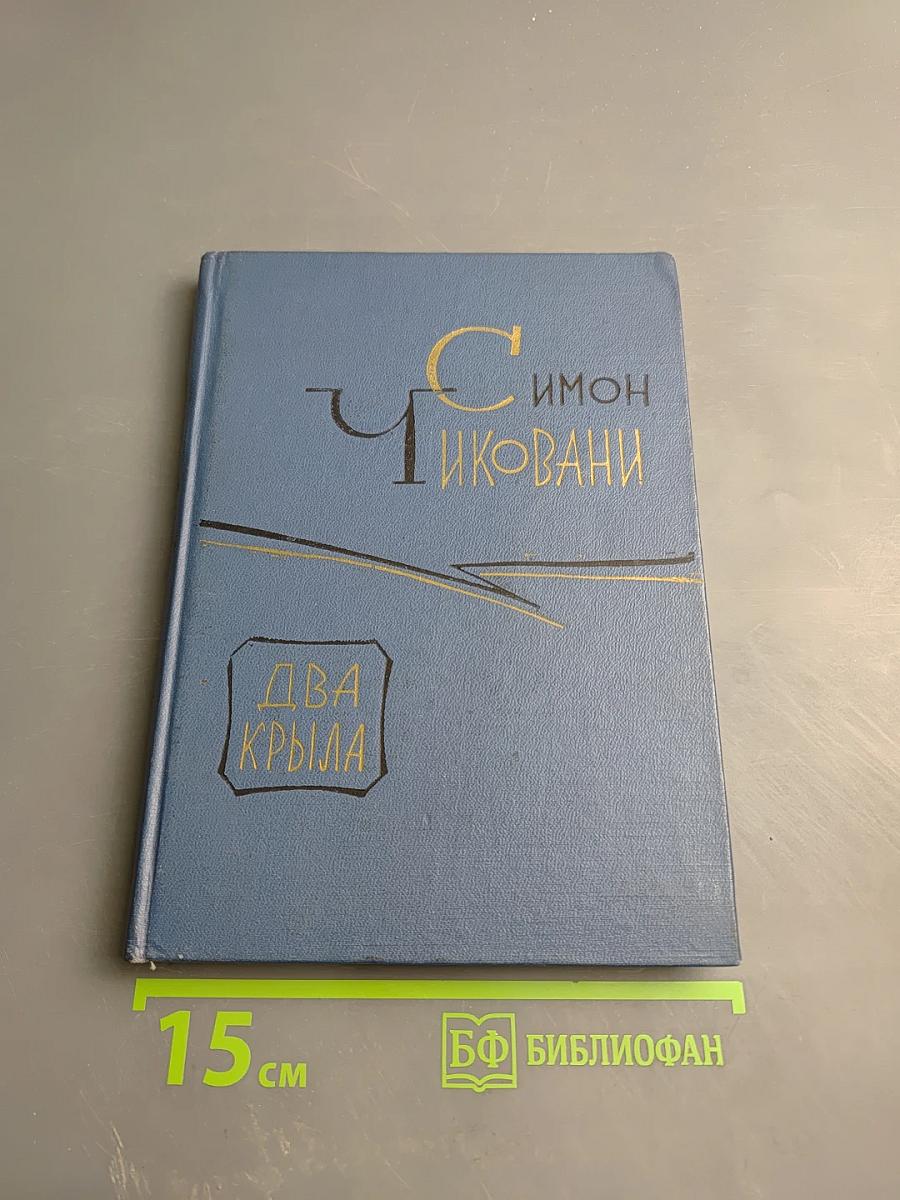 Симон
Чиковани
ДВА
КРЫЛА
15 см
БФ БИБЛИОФАН